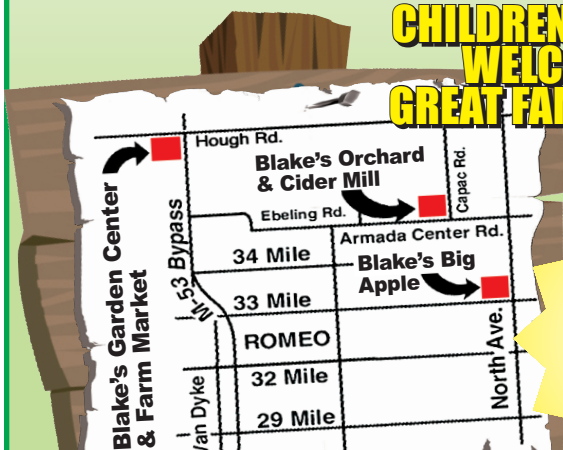 CHILDREN
WELC
GREAT FA
Hough Rd.
Blake's Orchard
& Cider Mill
Capac Rd.
Ebeling Rd.
Armada Center Rd.
M-53 Bypass
34 Mile
Blake's Big
Apple
33 Mile
Blake's Garden Center
& Farm Market
ROMEO
North Ave.
32 Mile
Van Dyke
29 Mile